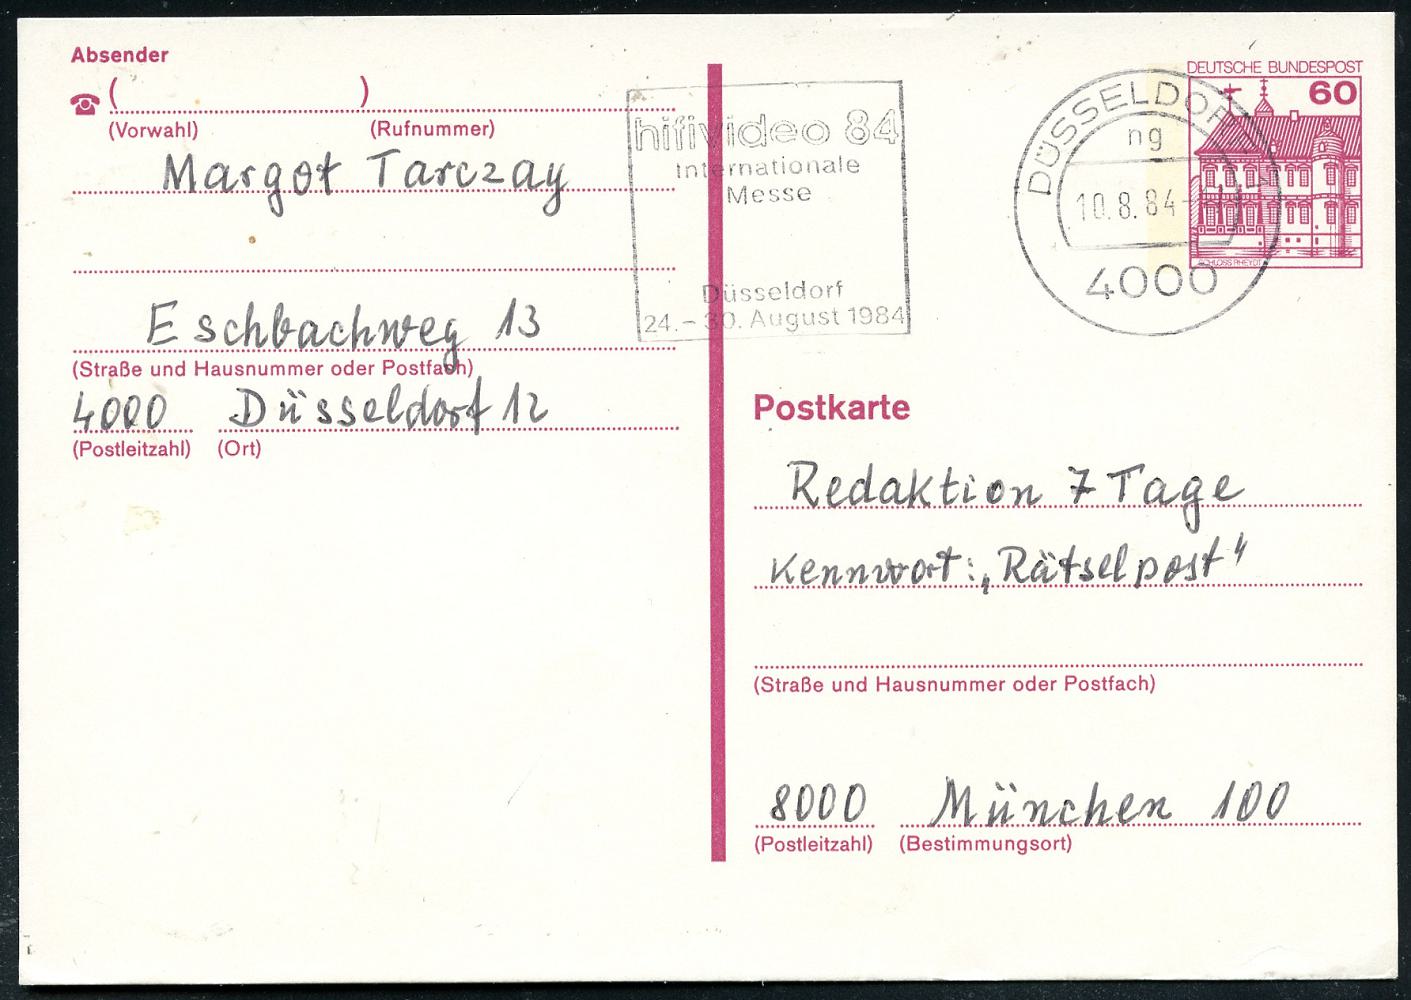 Absender
( )
(Vorwahl) (Rufnummer)
Margot Tarczay
Eschbachweg 13
(Straße und Hausnummer oder Postfach)
4000 Düsseldorf 12
(Postleitzahl) (Ort)
hifivideo 84
Internationale
Messe
Düsseldorf
24.–30. August 1984
DÜSSELDORF
ng
10.8.84-
4000
DEUTSCHE BUNDESPOST
60
SCHLOSS RHEYDT
Postkarte
Redaktion 7 Tage
Kennwort: „Rätselpost“
(Straße und Hausnummer oder Postfach)
8000 München 100
(Postleitzahl) (Bestimmungsort)